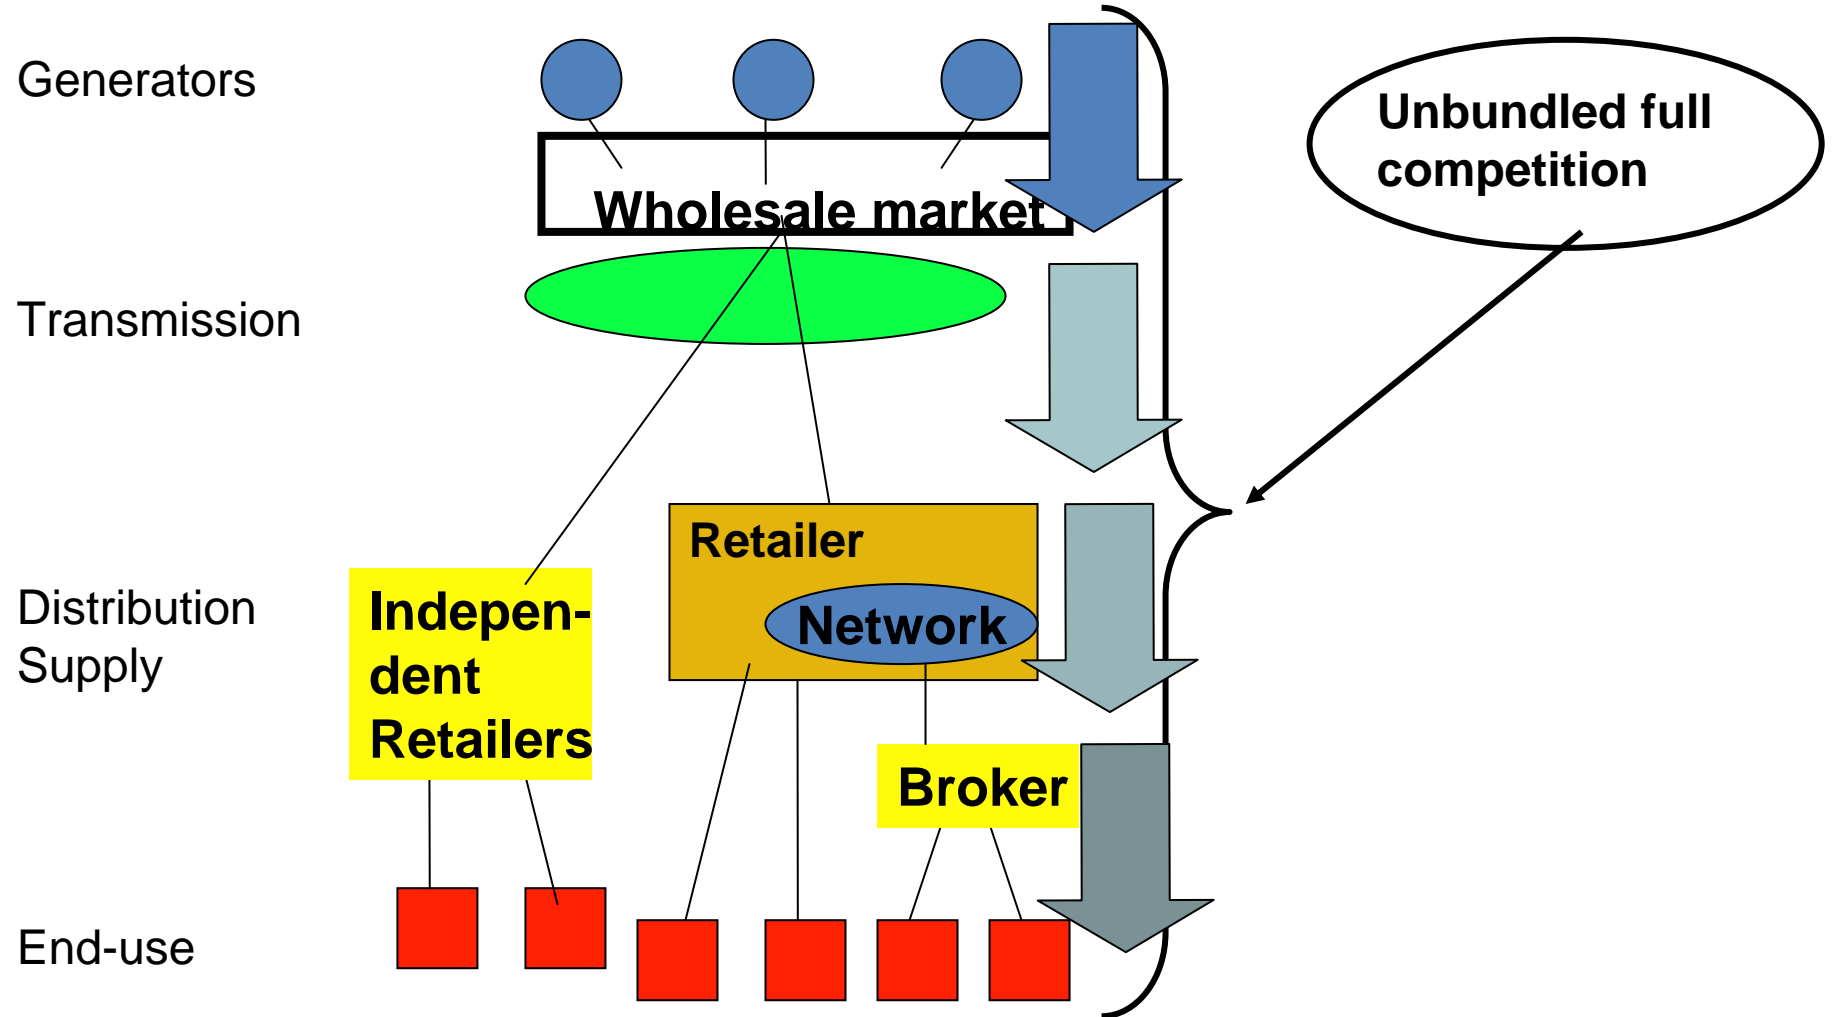 Generators
Unbundled full
competition
Wholesale market
Transmission
Retailer
Distribution
Supply
Indepen-
dent
Retailers
Network
Broker
End-use